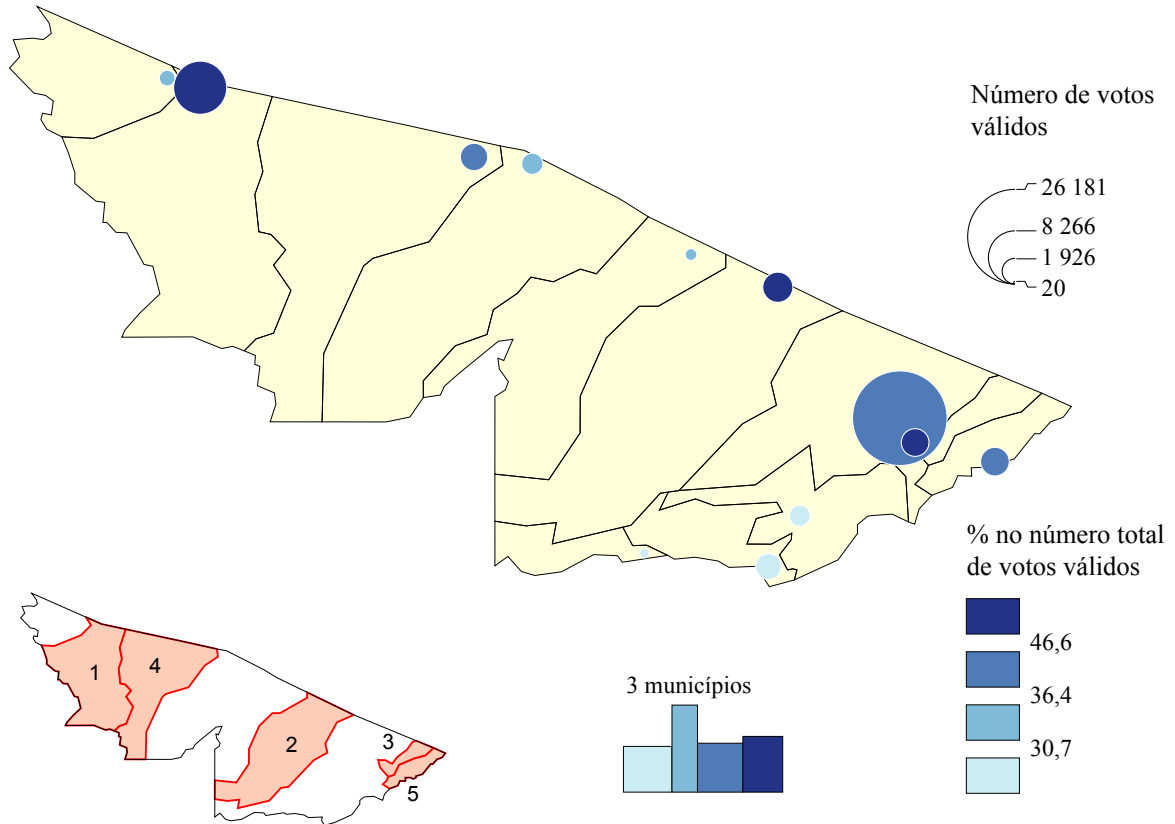 Número de votos
válidos
26 181
8 266
1 926
20
% no número total
de votos válidos
46,6
36,4
30,7
3 municípios
1
4
2
3
5